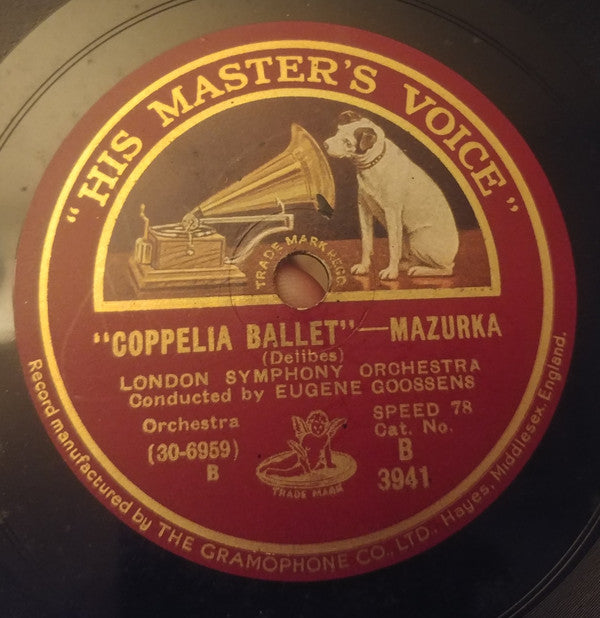 "HIS MASTER'S VOICE"
TRADE MARK REGD.
"COPPELIA BALLET"—MAZURKA
(Delibes)
LONDON SYMPHONY ORCHESTRA
Conducted by EUGENE GOOSSENS
Orchestra
SPEED 78
Cat. No.
(30-6959)
B
B
3941
TRADE MARK
Record manufactured by THE GRAMOPHONE CO., LTD., Hayes, Middlesex, England.